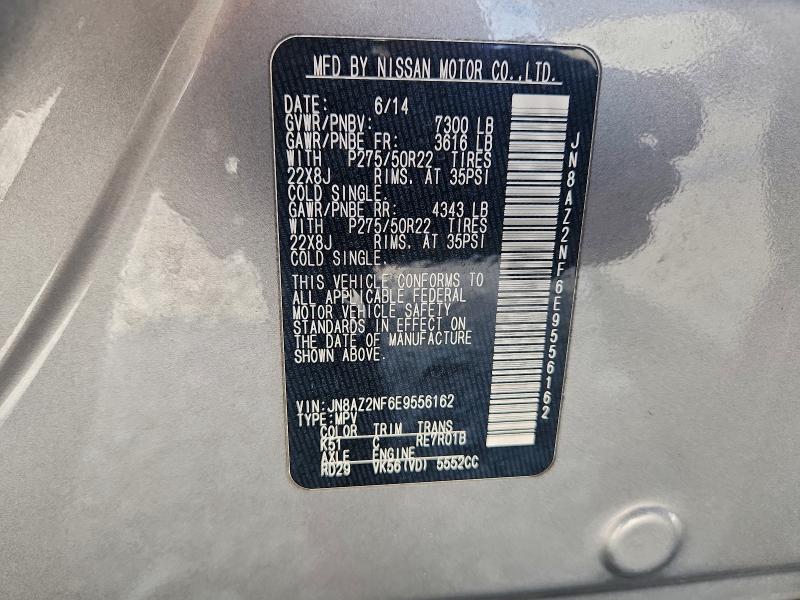 MFD BY NISSAN MOTOR CO.,LTD.
DATE: 6/14
GVWR/PNBV: 7300 LB
GAWR/PNBE FR: 3616 LB
WITH P275/50R22 TIRES
22X8J RIMS, AT 35PSI
COLD SINGLE.
GAWR/PNBE RR: 4343 LB
WITH P275/50R22 TIRES
22X8J RIMS, AT 35PSI
COLD SINGLE.
THIS VEHICLE CONFORMS TO
ALL APPLICABLE FEDERAL
MOTOR VEHICLE SAFETY
STANDARDS IN EFFECT ON
THE DATE OF MANUFACTURE
SHOWN ABOVE.
VIN:JN8AZ2NF6E9556162
TYPE:MPV
COLOR TRIM TRANS
K51 C RE7R01B
AXLE ENGINE
RD29 VK56(VD) 5552CC
JN8AZ2NF6E9556162